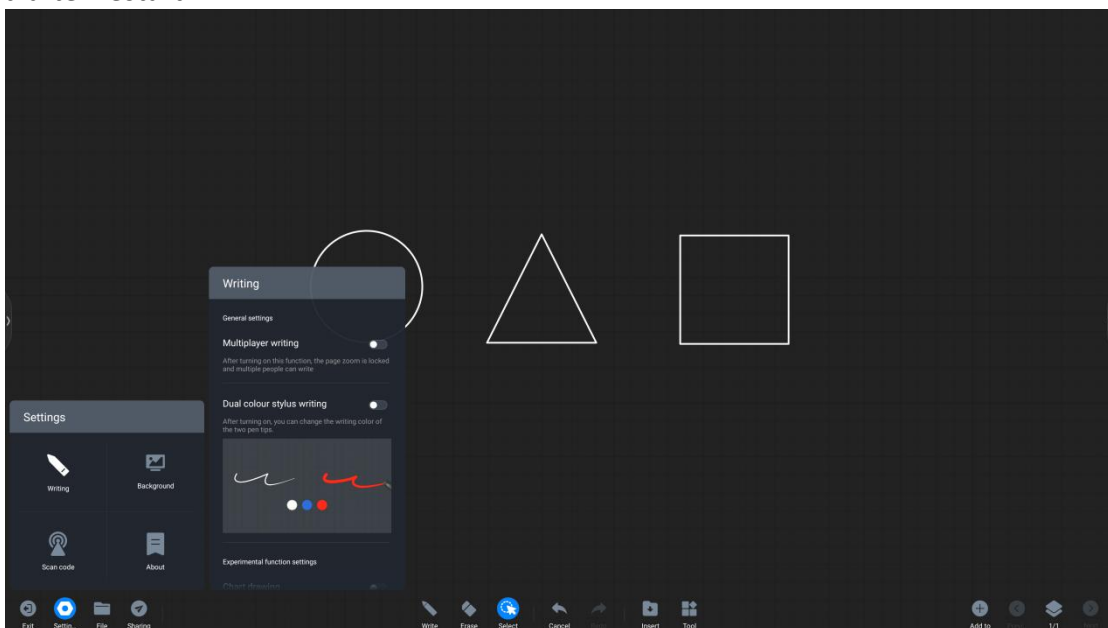 Writing
General settings
Multiplayer writing
After turning on this function, the page zoom is locked
and multiple people can write
Dual colour stylus writing
After turning on, you can change the writing color of
the two pen tips.
Experimental function settings
Chart drawing
Settings
Writing
Background
Scan code
About
Exit Settin.. File Sharing Write Erase Select Cancel Insert Tool Add to 1/1